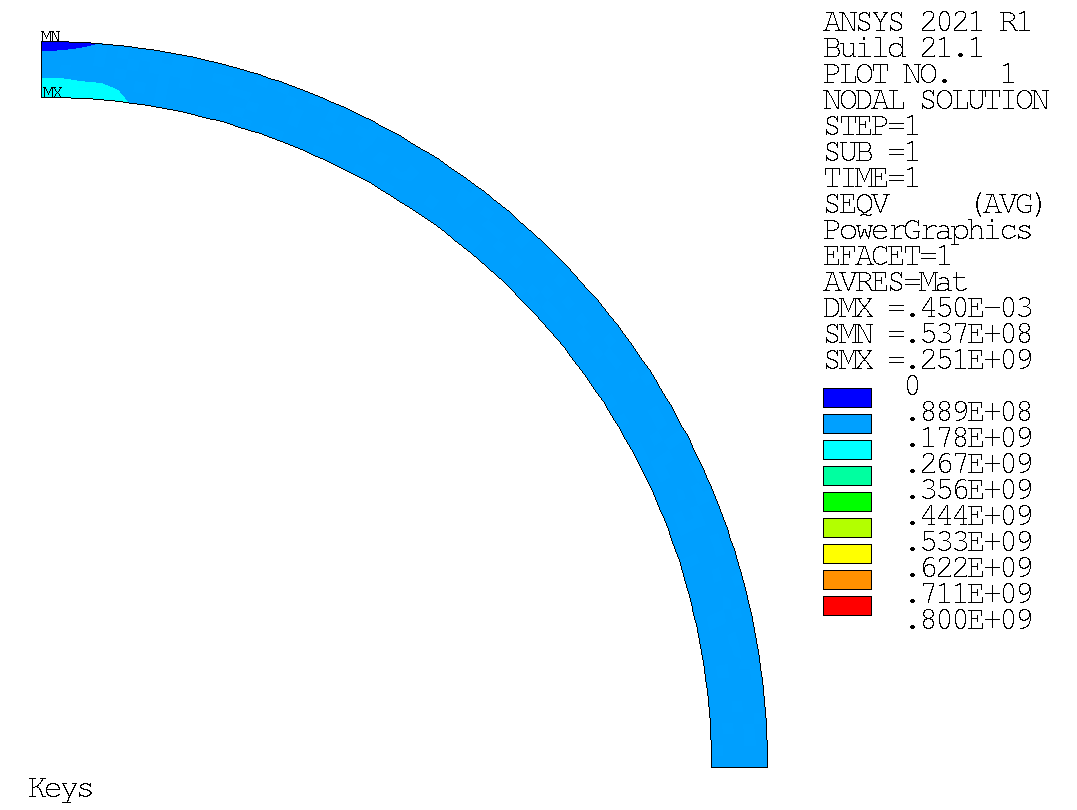 MN
MX
ANSYS 2021 R1
Build 21.1
PLOT NO.   1
NODAL SOLUTION
STEP=1
SUB =1
TIME=1
SEQV     (AVG)
PowerGraphics
EFACET=1
AVRES=Mat
DMX =.450E-03
SMN =.537E+08
SMX =.251E+09
0
.889E+08
.178E+09
.267E+09
.356E+09
.444E+09
.533E+09
.622E+09
.711E+09
.800E+09
Keys